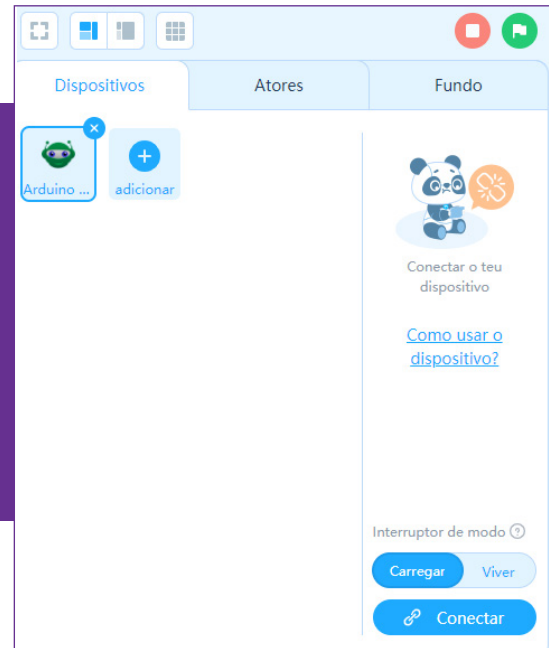 Dispositivos Atores Fundo
Arduino ... adicionar
Conectar o teu
dispositivo
Como usar o
dispositivo?
Interruptor de modo ?
Carregar Viver
Conectar